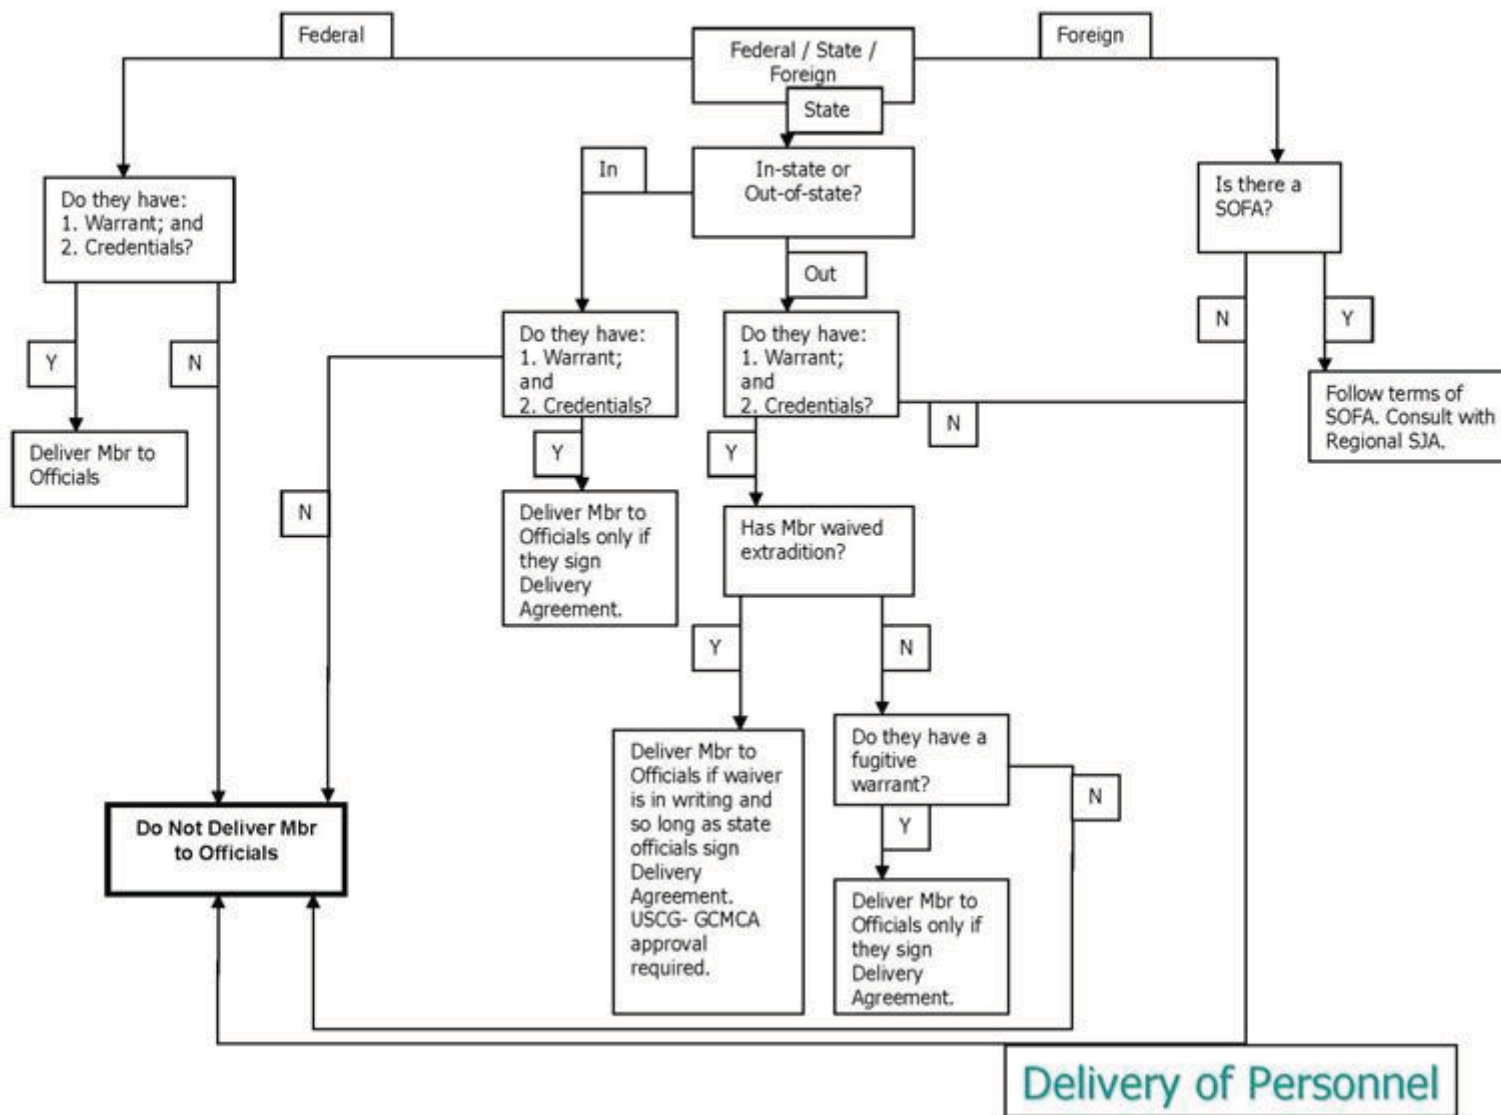 Federal
Federal / State /
Foreign
Foreign
State
In
In-state or
Out-of-state?
Is there a
SOFA?
Do they have:
1. Warrant; and
2. Credentials?
Out
N
Y
Do they have:
1. Warrant;
and
2. Credentials?
Do they have:
1. Warrant;
and
2. Credentials?
Y
N
Follow terms of
SOFA. Consult with
Regional SJA.
N
Deliver Mbr to
Officials
Y
Y
N
Deliver Mbr to
Officials only if
they sign
Delivery
Agreement.
Has Mbr waived
extradition?
Y
N
Do they have a
fugitive
warrant?
Deliver Mbr to
Officials if waiver
is in writing and
so long as state
officials sign
Delivery
Agreement.
USCG- GCMCA
approval
required.
N
Y
Do Not Deliver Mbr
to Officials
Deliver Mbr to
Officials only if
they sign
Delivery
Agreement.
Delivery of Personnel